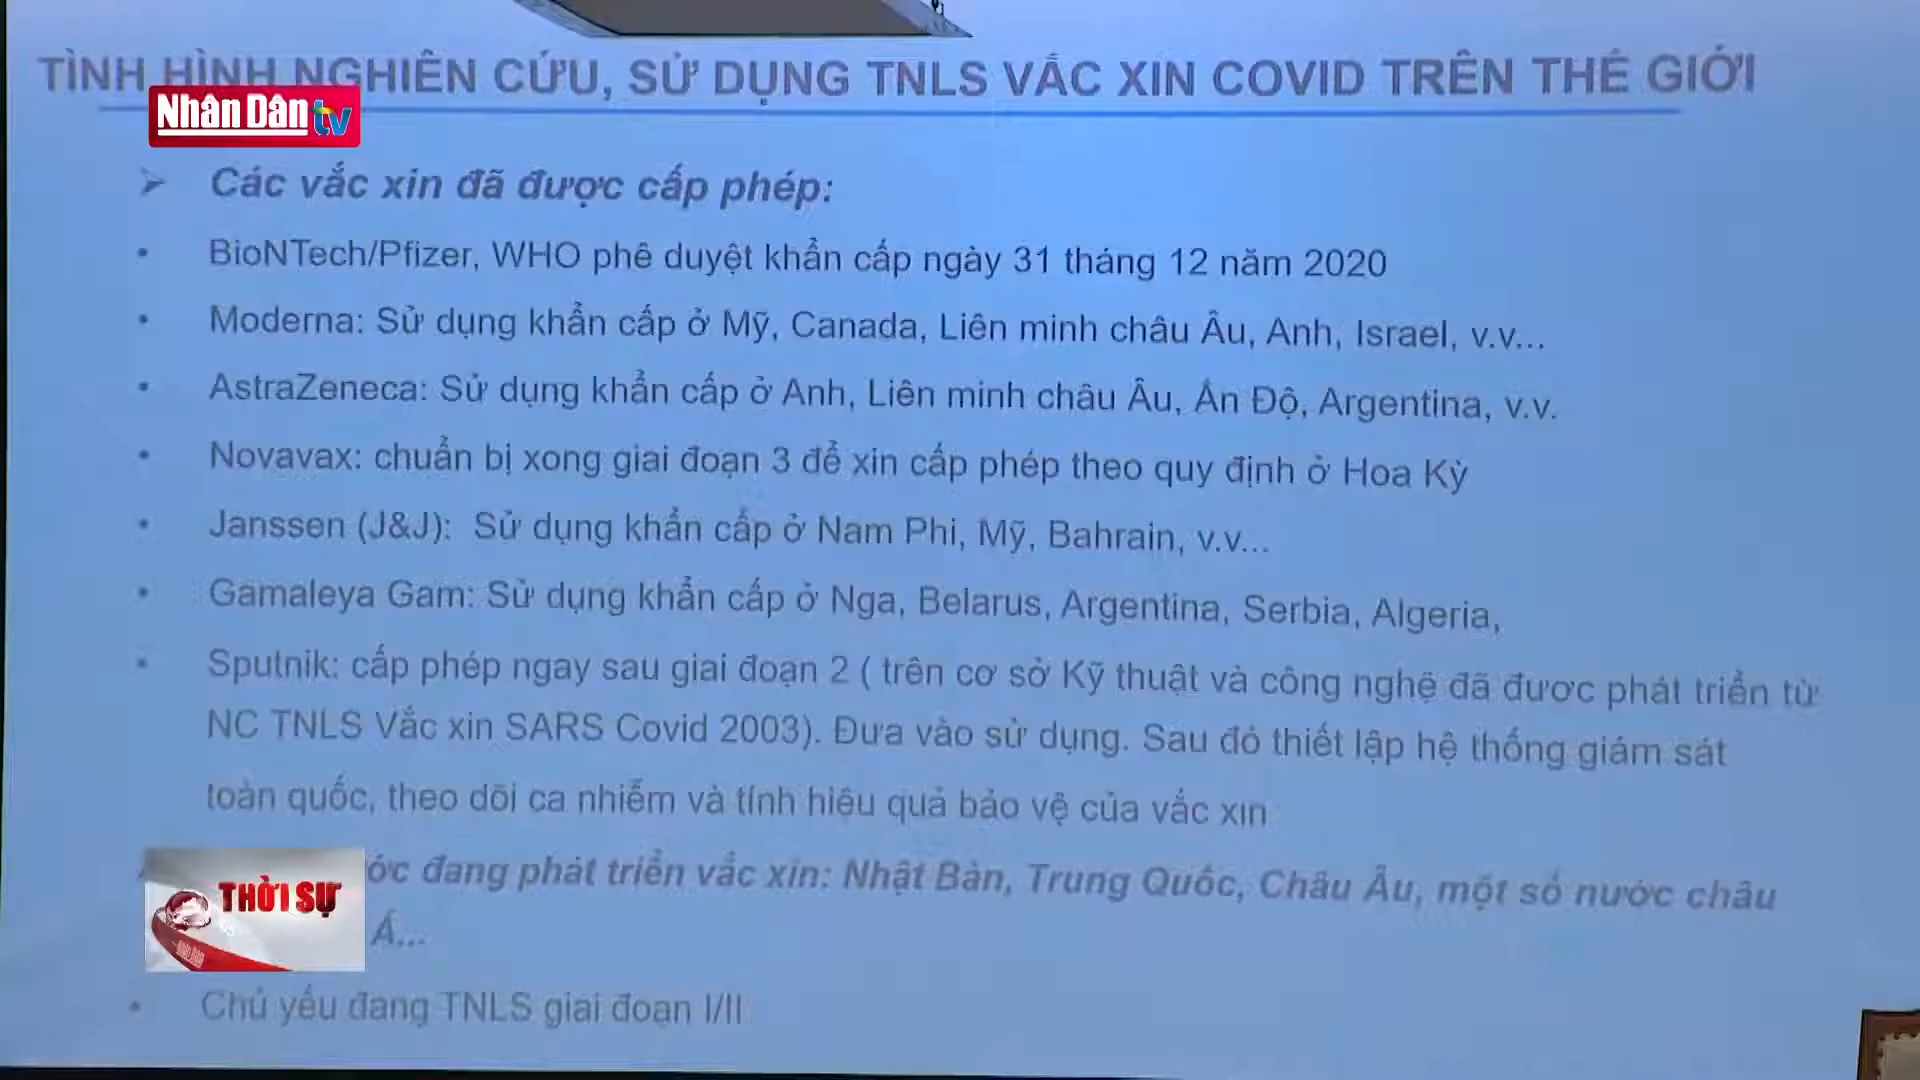 TÌNH HÌNH NGHIÊN CỨU, SỬ DỤNG TNLS VẮC XIN COVID TRÊN THẾ GIỚI
Nhân Dân tv
Các vắc xin đã được cấp phép:
BioNTech/Pfizer, WHO phê duyệt khẩn cấp ngày 31 tháng 12 năm 2020
Moderna: Sử dụng khẩn cấp ở Mỹ, Canada, Liên minh châu Âu, Anh, Israel, v.v...
AstraZeneca: Sử dụng khẩn cấp ở Anh, Liên minh châu Âu, Ấn Độ, Argentina, v.v.
Novavax: chuẩn bị xong giai đoạn 3 để xin cấp phép theo quy định ở Hoa Kỳ
Janssen (J&J): Sử dụng khẩn cấp ở Nam Phi, Mỹ, Bahrain, v.v...
Gamaleya Gam: Sử dụng khẩn cấp ở Nga, Belarus, Argentina, Serbia, Algeria,
Sputnik: cấp phép ngay sau giai đoạn 2 ( trên cơ sở Kỹ thuật và công nghệ đã đươc phát triển từ
NC TNLS Vắc xin SARS Covid 2003). Đưa vào sử dụng. Sau đó thiết lập hệ thống giám sát
toàn quốc, theo dõi ca nhiễm và tính hiệu quả bảo vệ của vắc xin
đang phát triển vắc xin: Nhật Bản, Trung Quốc, Châu Âu, một số nước châu
Á...
THỜI SỰ
Chủ yếu đang TNLS giai đoạn I/II